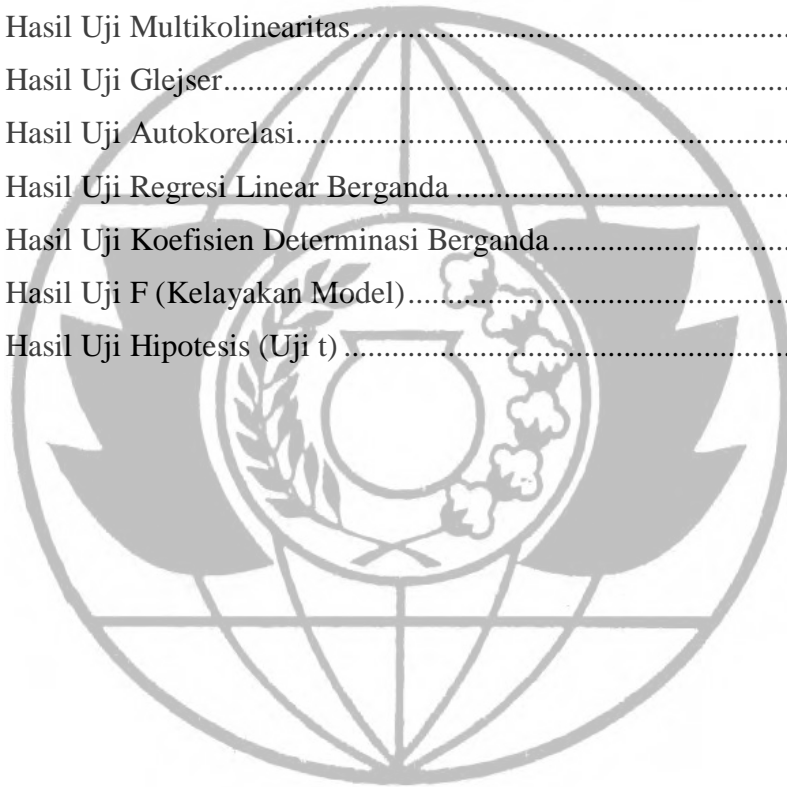 Hasil Uji Multikolinearitas....................................................
Hasil Uji Glejser....................................................................
Hasil Uji Autokorelasi...........................................................
Hasil Uji Regresi Linear Berganda .......................................
Hasil Uji Koefisien Determinasi Berganda............................
Hasil Uji F (Kelayakan Model)..............................................
Hasil Uji Hipotesis (Uji t) ......................................................